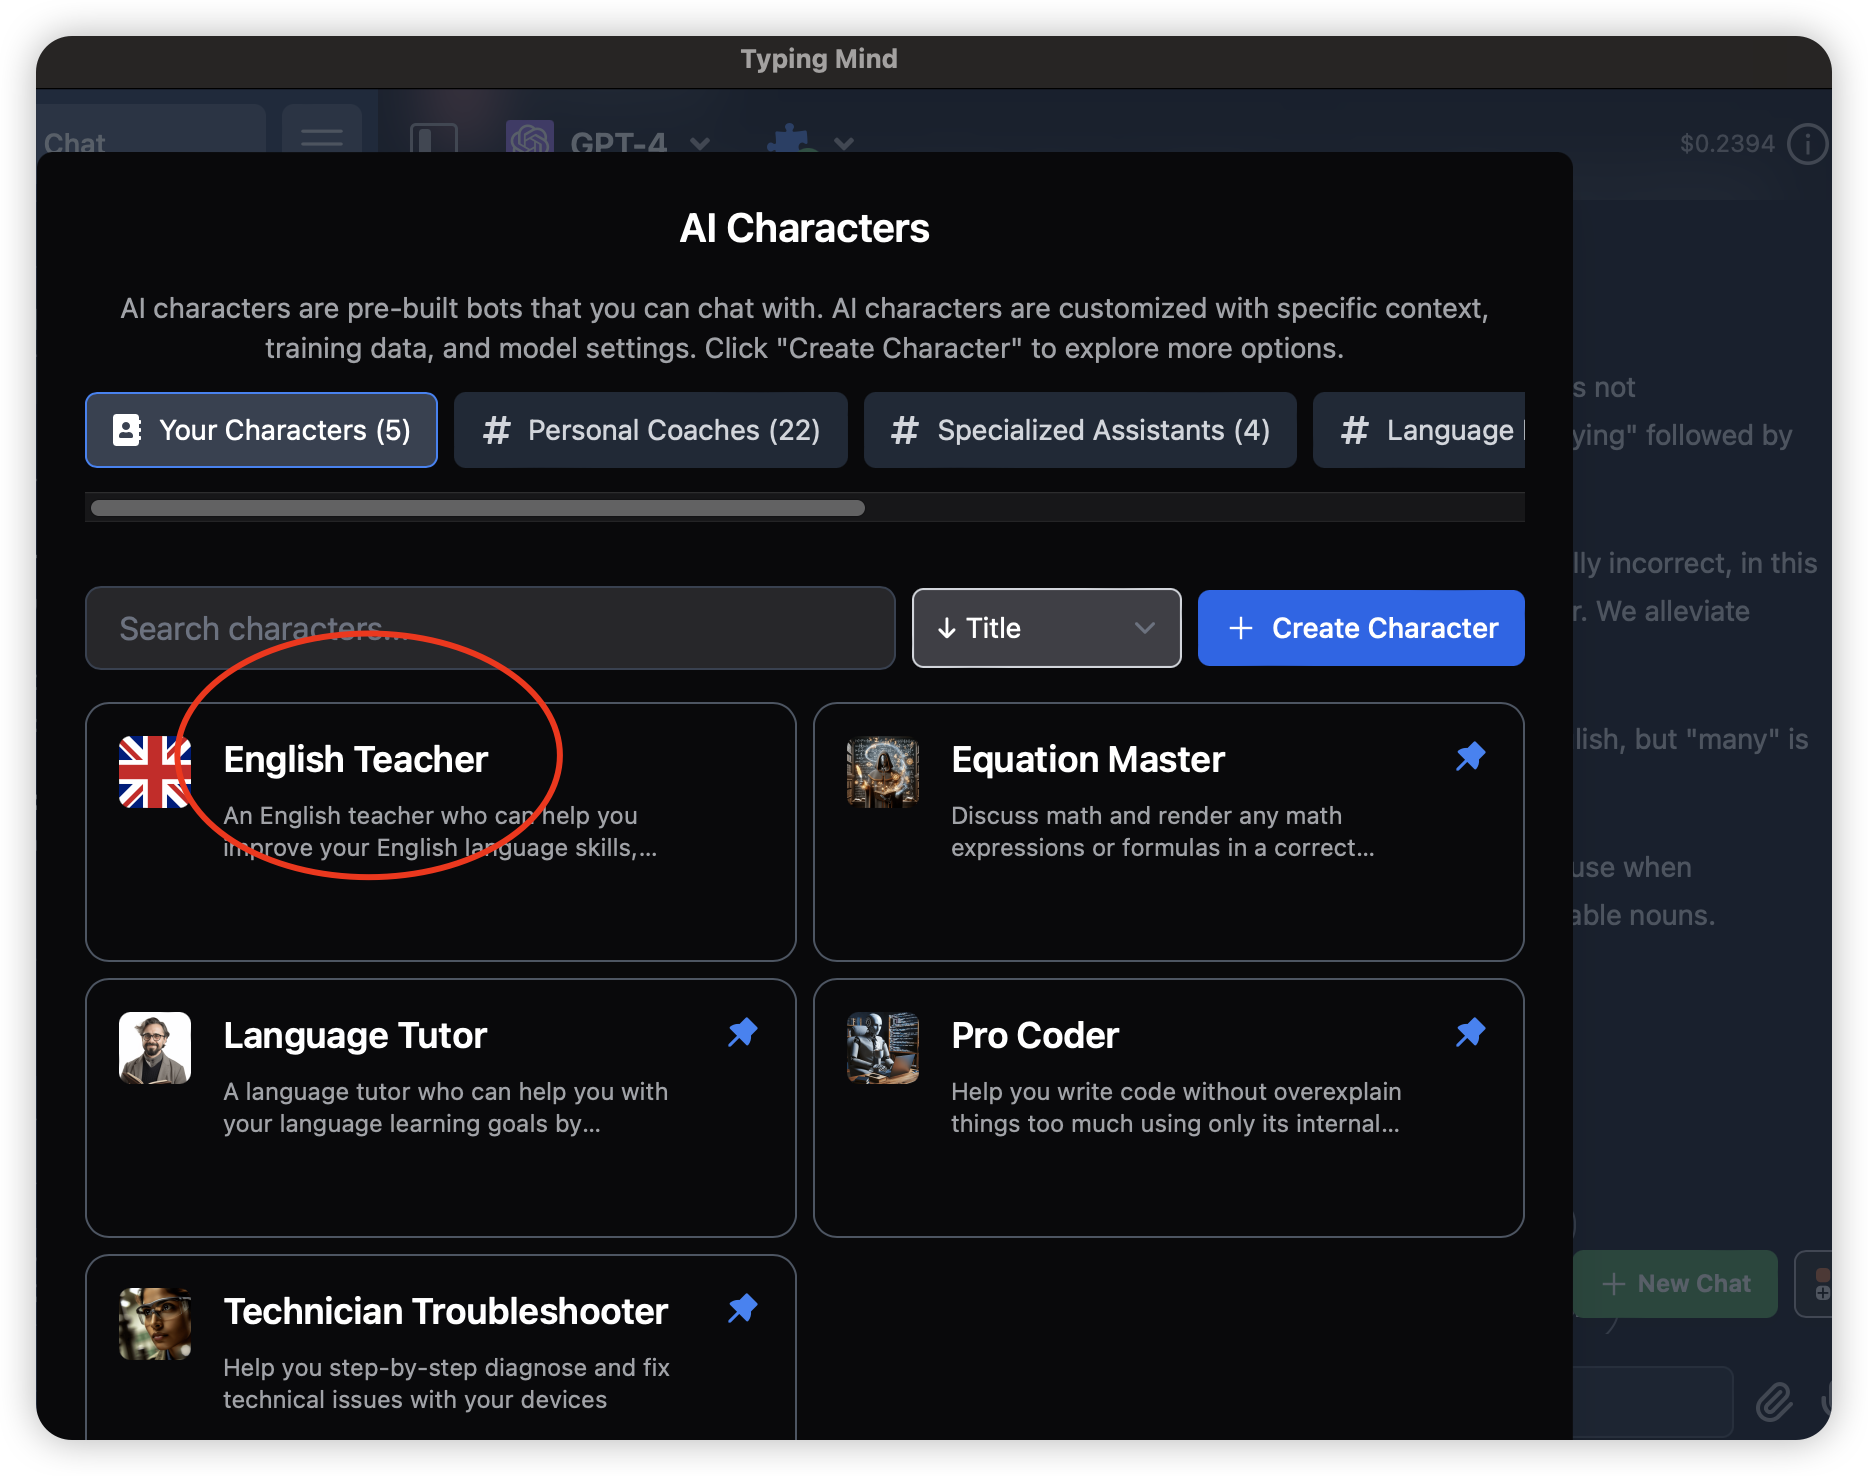 Typing Mind
Chat
GPT-4
$0.2394
AI Characters
AI characters are pre-built bots that you can chat with. AI characters are customized with specific context,
training data, and model settings. Click "Create Character" to explore more options.
Your Characters (5)
# Personal Coaches (22)
# Specialized Assistants (4)
# Language
Search characters...
↓ Title
+ Create Character
English Teacher
An English teacher who can help you
improve your English language skills,...
Equation Master
Discuss math and render any math
expressions or formulas in a correct...
Language Tutor
A language tutor who can help you with
your language learning goals by...
Pro Coder
Help you write code without overexplain
things too much using only its internal...
Technician Troubleshooter
Help you step-by-step diagnose and fix
technical issues with your devices
s not
ying" followed by
lly incorrect, in this
r. We alleviate
lish, but "many" is
use when
able nouns.
+ New Chat